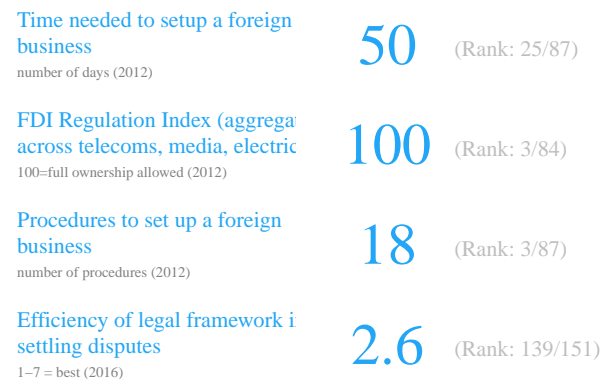 Time needed to setup a foreign
business
number of days (2012)
50
(Rank: 25/87)
FDI Regulation Index
across telecoms, media,
100=full ownership allowed (2012)
100
(Rank: 3/84)
Procedures to set up a foreign
business
number of procedures (2012)
18
(Rank: 3/87)
Efficiency of legal framework
settling disputes
1–7 = best (2016)
2.6
(Rank: 139/151)